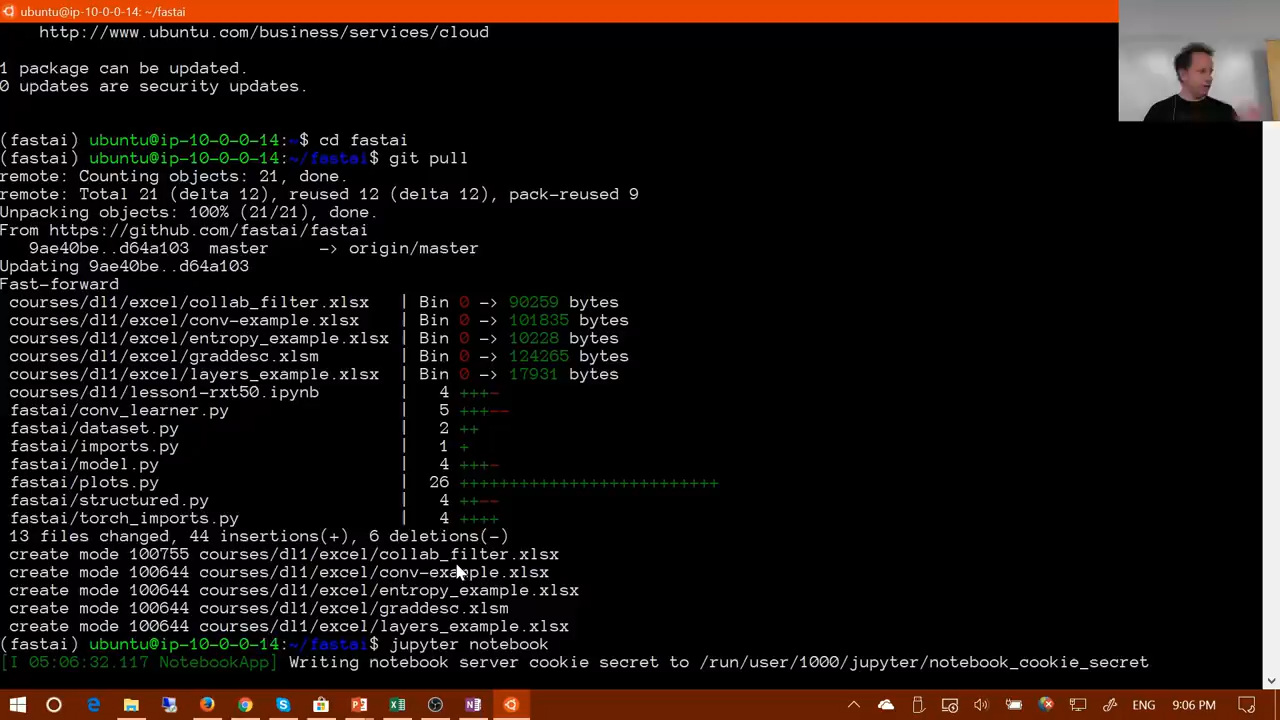 ubuntu@ip-10-0-0-14: ~/fastai
http://www.ubuntu.com/business/services/cloud
1 package can be updated.
0 updates are security updates.
(fastai) ubuntu@ip-10-0-0-14:~$ cd fastai
(fastai) ubuntu@ip-10-0-0-14:~/fastai$ git pull
remote: Counting objects: 21, done.
remote: Total 21 (delta 12), reused 12 (delta 12), pack-reused 9
Unpacking objects: 100% (21/21), done.
From https://github.com/fastai/fastai
9ae40be..d64a103  master     -> origin/master
Updating 9ae40be..d64a103
Fast-forward
courses/dl1/excel/collab_filter.xlsx   | Bin 0 -> 90259 bytes
courses/dl1/excel/conv-example.xlsx    | Bin 0 -> 101835 bytes
courses/dl1/excel/entropy_example.xlsx | Bin 0 -> 10228 bytes
courses/dl1/excel/graddesc.xlsm        | Bin 0 -> 124265 bytes
courses/dl1/excel/layers_example.xlsx  | Bin 0 -> 17931 bytes
courses/dl1/lesson1-rxt50.ipynb        |   4 +++-
fastai/conv_learner.py                 |   5 +++--
fastai/dataset.py                      |   2 ++
fastai/imports.py                      |   1 +
fastai/model.py                        |   4 +++-
fastai/plots.py                        |  26 ++++++++++++++++++++++++++
fastai/structured.py                   |   4 ++--
fastai/torch_imports.py                |   4 ++++
13 files changed, 44 insertions(+), 6 deletions(-)
create mode 100755 courses/dl1/excel/collab_filter.xlsx
create mode 100644 courses/dl1/excel/conv-example.xlsx
create mode 100644 courses/dl1/excel/entropy_example.xlsx
create mode 100644 courses/dl1/excel/graddesc.xlsm
create mode 100644 courses/dl1/excel/layers_example.xlsx
(fastai) ubuntu@ip-10-0-0-14:~/fastai$ jupyter notebook
[I 05:06:32.117 NotebookApp] Writing notebook server cookie secret to /run/user/1000/jupyter/notebook_cookie_secret
ENG 9:06 PM